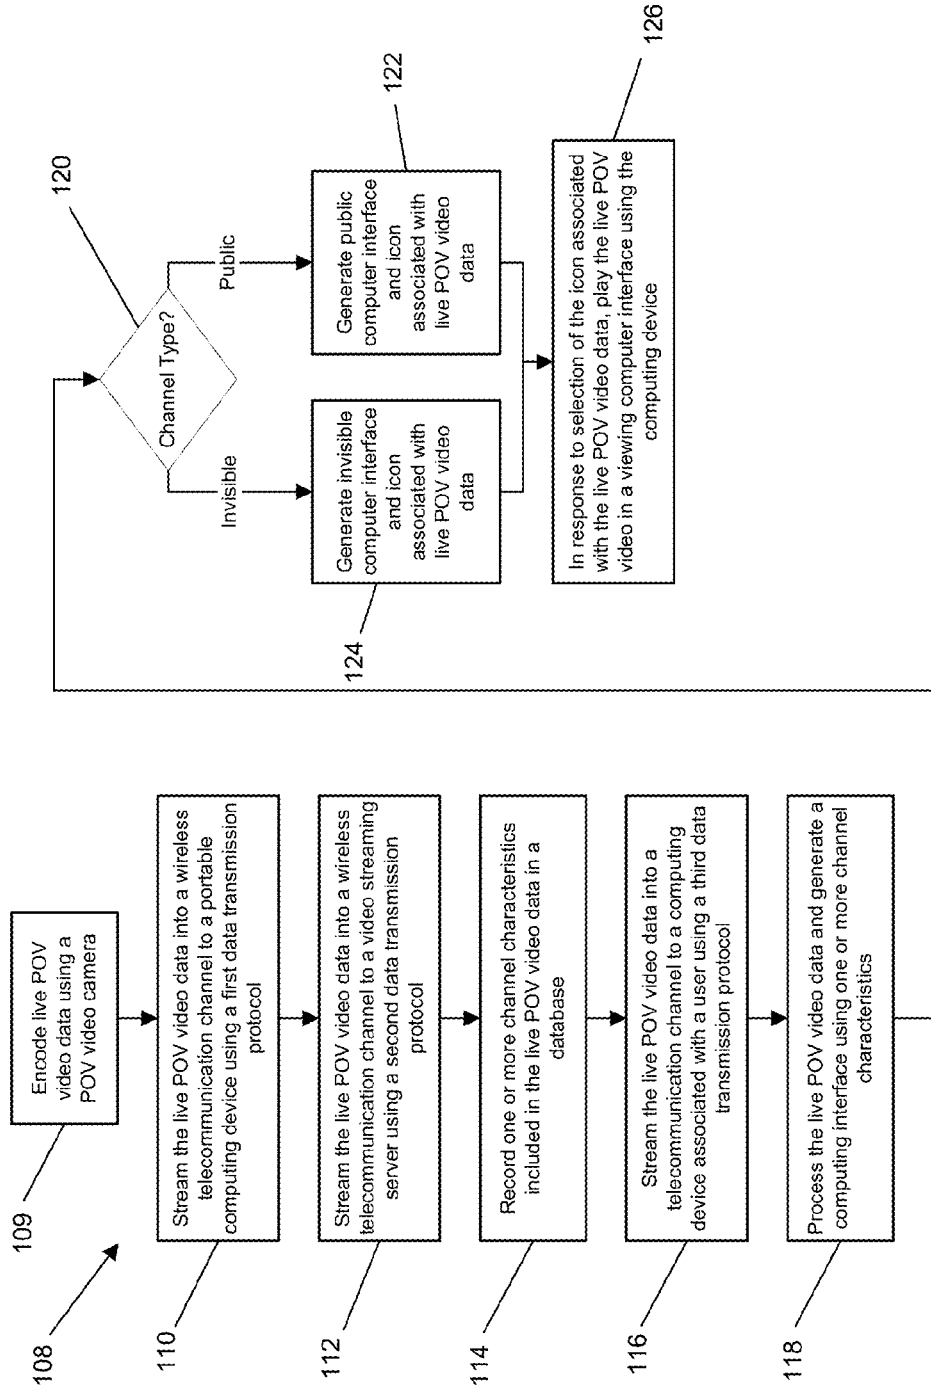 108
109
Encode live POV
video data using a
POV video camera
110
Stream the live POV video data into a wireless
telecommunication channel to a portable
computing device using a first data transmission
protocol
112
Stream the live POV video data into a wireless
telecommunication channel to a video streaming
server using a second data transmission
protocol
114
Record one or more channel characteristics
included in the live POV video data in a
database
116
Stream the live POV video data into a
telecommunication channel to a computing
device associated with a user using a third data
transmission protocol
118
Process the live POV video data and generate a
computing interface using one or more channel
characteristics
120
Channel Type?
Invisible
Public
124
Generate invisible
computer interface
and icon
associated with
live POV video
data
122
Generate public
computer interface
and icon
associated with
live POV video
data
126
In response to selection of the icon associated
with the live POV video data, play the live POV
video in a viewing computer interface using the
computing device